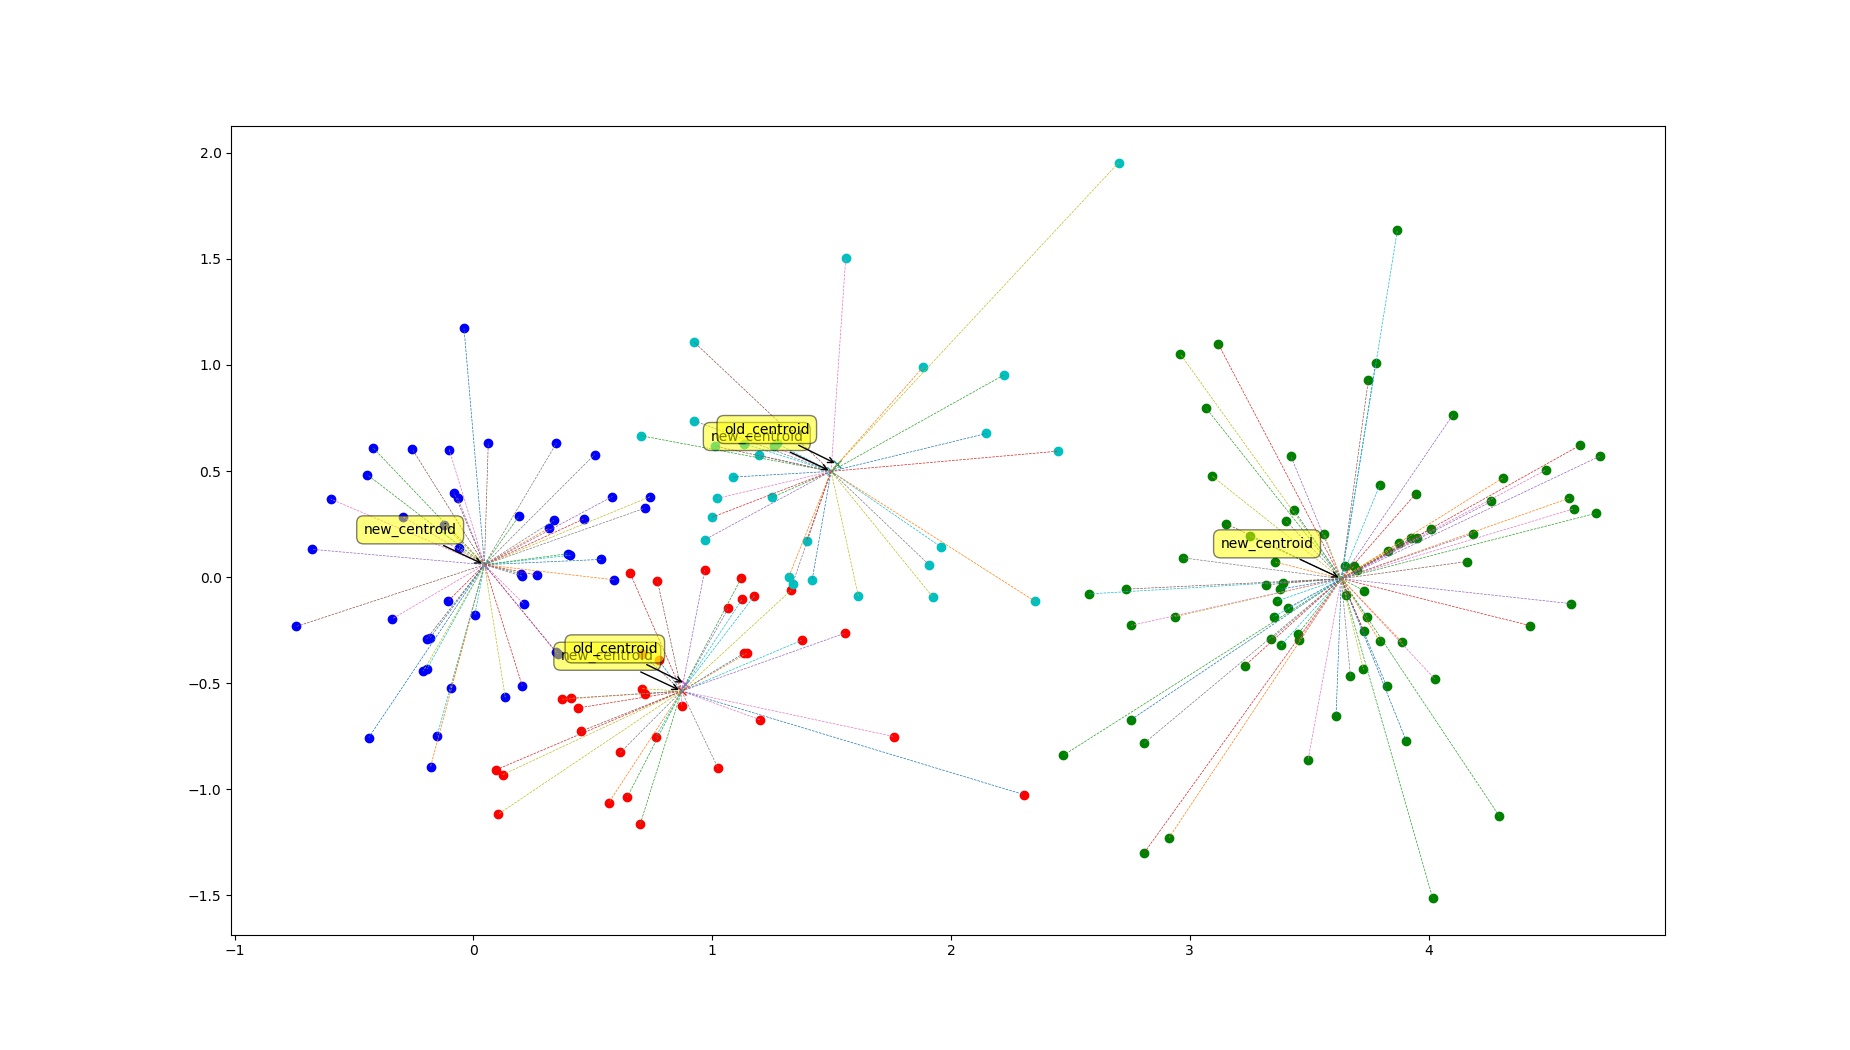 2.0
1.5
1.0
0.5
0.0
−0.5
−1.0
−1.5
old_centroid
new_centroid
new_centroid
new_centroid
old_centroid
new_centroid
−1
0
1
2
3
4